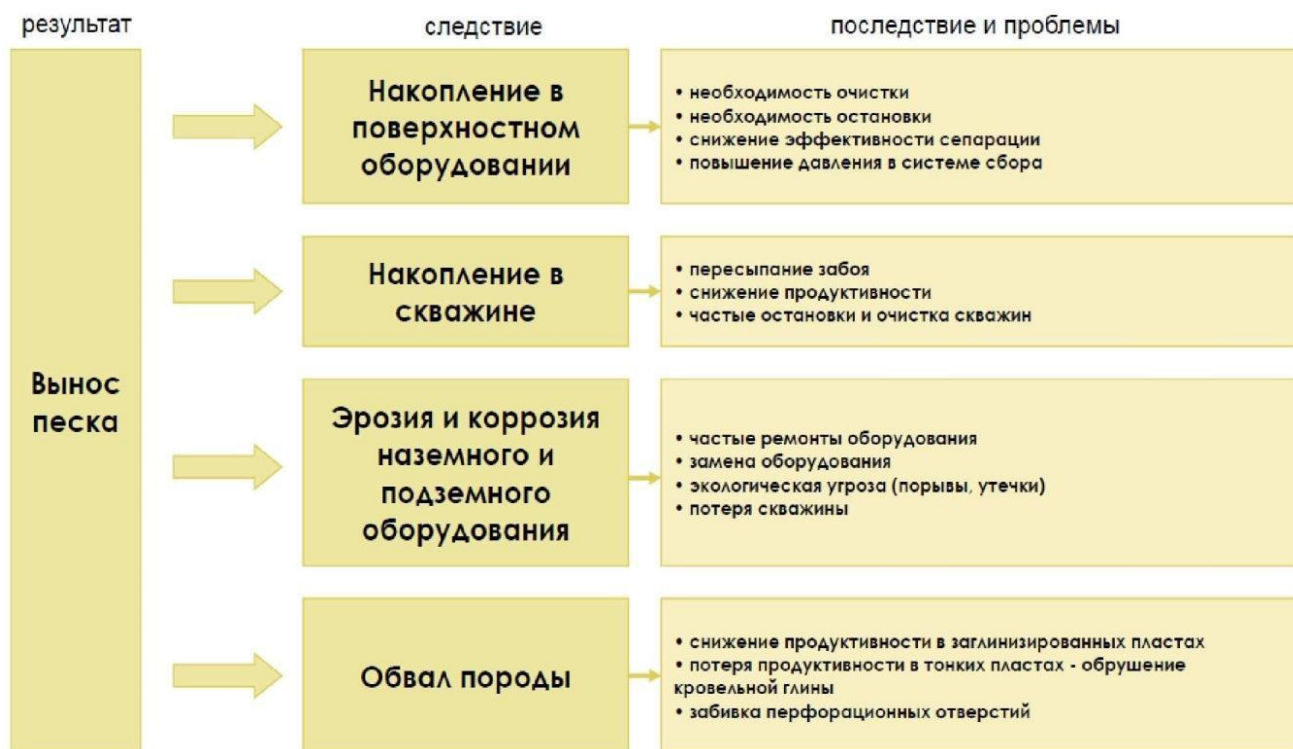 результат
следствие
последствие и проблемы
Вынос
песка
Накопление в
поверхностном
оборудовании
• необходимость очистки
• необходимость остановки
• снижение эффективности сепарации
• повышение давления в системе сбора
Накопление в
скважине
• пересыпание забоя
• снижение продуктивности
• частые остановки и очистка скважин
Эрозия и коррозия
наземного и
подземного
оборудования
• частые ремонты оборудования
• замена оборудования
• экологическая угроза (порывы, утечки)
• потеря скважины
Обвал породы
• снижение продуктивности в заглинизированных пластах
• потеря продуктивности в тонких пластах - обрушение
кровельной глины
• забивка перфорационных отверстий